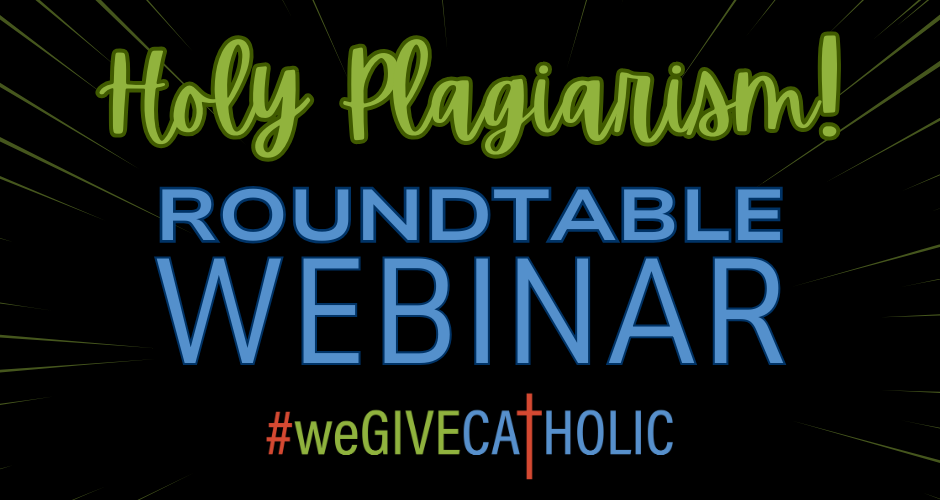 Holy Plagiarism!
ROUNDTABLE
WEBINAR
#weGIVECATHOLIC